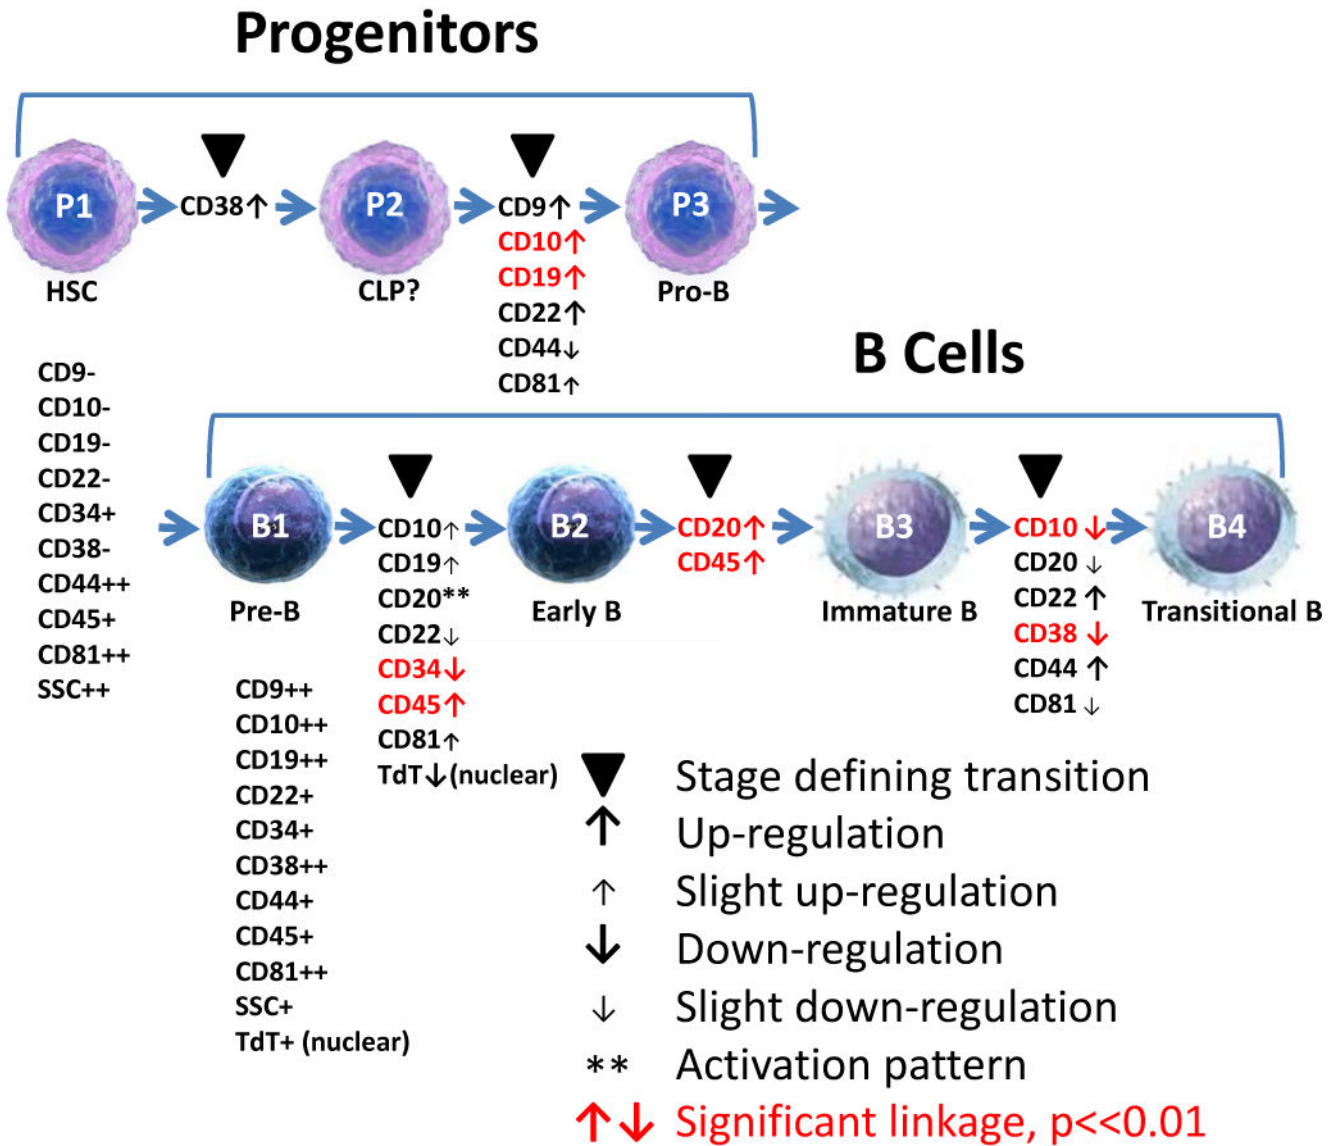 Progenitors
P1
CD38↑
P2
CD9↑
CD10↑
CD19↑
CD22↑
CD44↓
CD81↑
P3
HSC
CLP?
Pro-B
CD9-
CD10-
CD19-
CD22-
CD34+
CD38-
CD44++
CD45+
CD81++
SSC++
B Cells
B1
CD10↑
CD19↑
CD20**
CD22↓
CD34↓
CD45↑
CD81↑
TdT↓(nuclear)
B2
CD20↑
CD45↑
B3
CD10↓
CD20↓
CD22↑
CD38↓
CD44↑
CD81↓
B4
Pre-B
Early B
Immature B
Transitional B
CD9++
CD10++
CD19++
CD22+
CD34+
CD38++
CD44+
CD45+
CD81++
SSC+
TdT+ (nuclear)
▼ Stage defining transition
↑ Up-regulation
↑ Slight up-regulation
↓ Down-regulation
↓ Slight down-regulation
** Activation pattern
↑↓ Significant linkage, p<<0.01